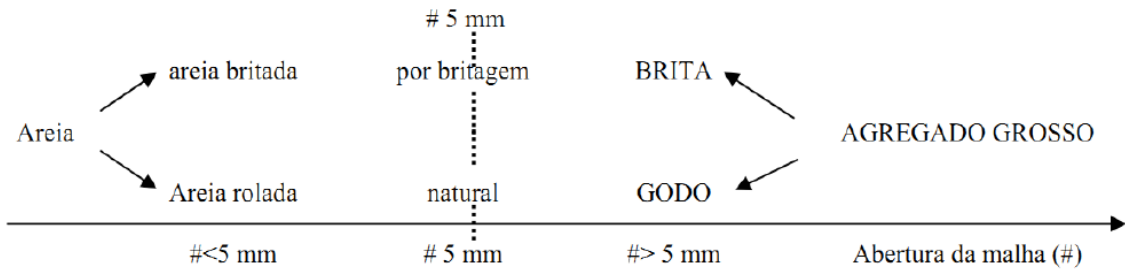 # 5 mm
areia britada por britagem BRITA
Areia AGREGADO GROSSO
Areia rolada natural GODO
#<5 mm # 5 mm #> 5 mm Abertura da malha (#)